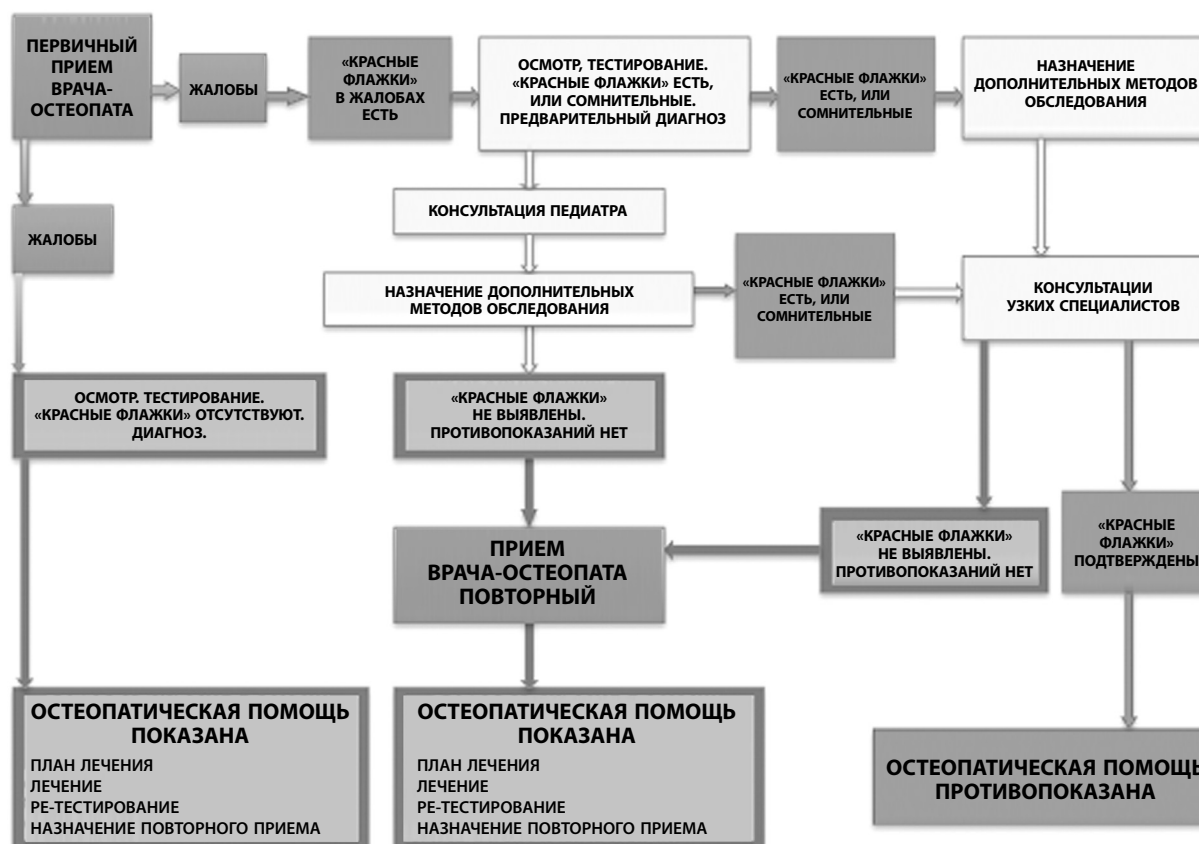 ПЕРВИЧНЫЙ
ПРИЕМ
ВРАЧА-
ОСТЕОПАТА
ЖАЛОБЫ
«КРАСНЫЕ
ФЛАЖКИ»
В ЖАЛОБАХ
ЕСТЬ
ОСМОТР, ТЕСТИРОВАНИЕ.
«КРАСНЫЕ ФЛАЖКИ» ЕСТЬ,
ИЛИ СОМНИТЕЛЬНЫЕ.
ПРЕДВАРИТЕЛЬНЫЙ ДИАГНОЗ
«КРАСНЫЕ ФЛАЖКИ»
ЕСТЬ, ИЛИ
СОМНИТЕЛЬНЫЕ
НАЗНАЧЕНИЕ
ДОПОЛНИТЕЛЬНЫХ МЕТОДОВ
ОБСЛЕДОВАНИЯ
ЖАЛОБЫ
КОНСУЛЬТАЦИЯ ПЕДИАТРА
НАЗНАЧЕНИЕ ДОПОЛНИТЕЛЬНЫХ
МЕТОДОВ ОБСЛЕДОВАНИЯ
«КРАСНЫЕ ФЛАЖКИ»
ЕСТЬ, ИЛИ
СОМНИТЕЛЬНЫЕ
КОНСУЛЬТАЦИИ
УЗКИХ СПЕЦИАЛИСТОВ
ОСМОТР. ТЕСТИРОВАНИЕ.
«КРАСНЫЕ ФЛАЖКИ» ОТСУТСТВУЮТ.
ДИАГНОЗ.
«КРАСНЫЕ ФЛАЖКИ»
НЕ ВЫЯВЛЕНЫ.
ПРОТИВОПОКАЗАНИЙ НЕТ
ПРИЕМ
ВРАЧА-ОСТЕОПАТА
ПОВТОРНЫЙ
«КРАСНЫЕ ФЛАЖКИ»
НЕ ВЫЯВЛЕНЫ.
ПРОТИВОПОКАЗАНИЙ НЕТ
«КРАСНЫЕ
ФЛАЖКИ»
ПОДТВЕРЖДЕНЫ
ОСТЕОПАТИЧЕСКАЯ ПОМОЩЬ
ПОКАЗАНА
ПЛАН ЛЕЧЕНИЯ
ЛЕЧЕНИЕ
РЕ-ТЕСТИРОВАНИЕ
НАЗНАЧЕНИЕ ПОВТОРНОГО ПРИЕМА
ОСТЕОПАТИЧЕСКАЯ ПОМОЩЬ
ПОКАЗАНА
ПЛАН ЛЕЧЕНИЯ
ЛЕЧЕНИЕ
РЕ-ТЕСТИРОВАНИЕ
НАЗНАЧЕНИЕ ПОВТОРНОГО ПРИЕМА
ОСТЕОПАТИЧЕСКАЯ ПОМОЩЬ
ПРОТИВОПОКАЗАНА